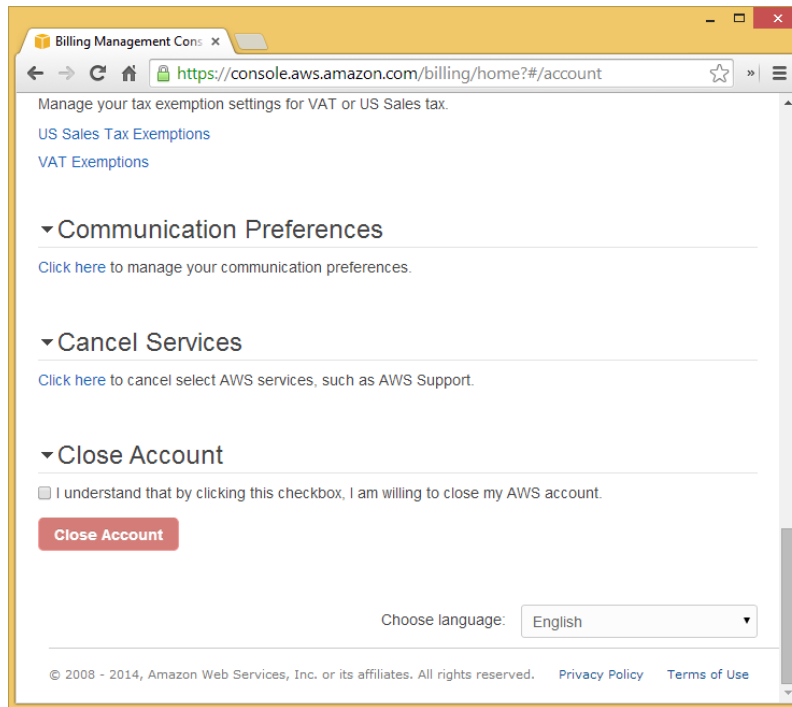 Billing Management Cons
https://console.aws.amazon.com/billing/home?#/account
Manage your tax exemption settings for VAT or US Sales tax.
US Sales Tax Exemptions
VAT Exemptions
Communication Preferences
Click here to manage your communication preferences.
Cancel Services
Click here to cancel select AWS services, such as AWS Support.
Close Account
I understand that by clicking this checkbox, I am willing to close my AWS account.
Close Account
Choose language: English
© 2008 - 2014, Amazon Web Services, Inc. or its affiliates. All rights reserved. Privacy Policy Terms of Use